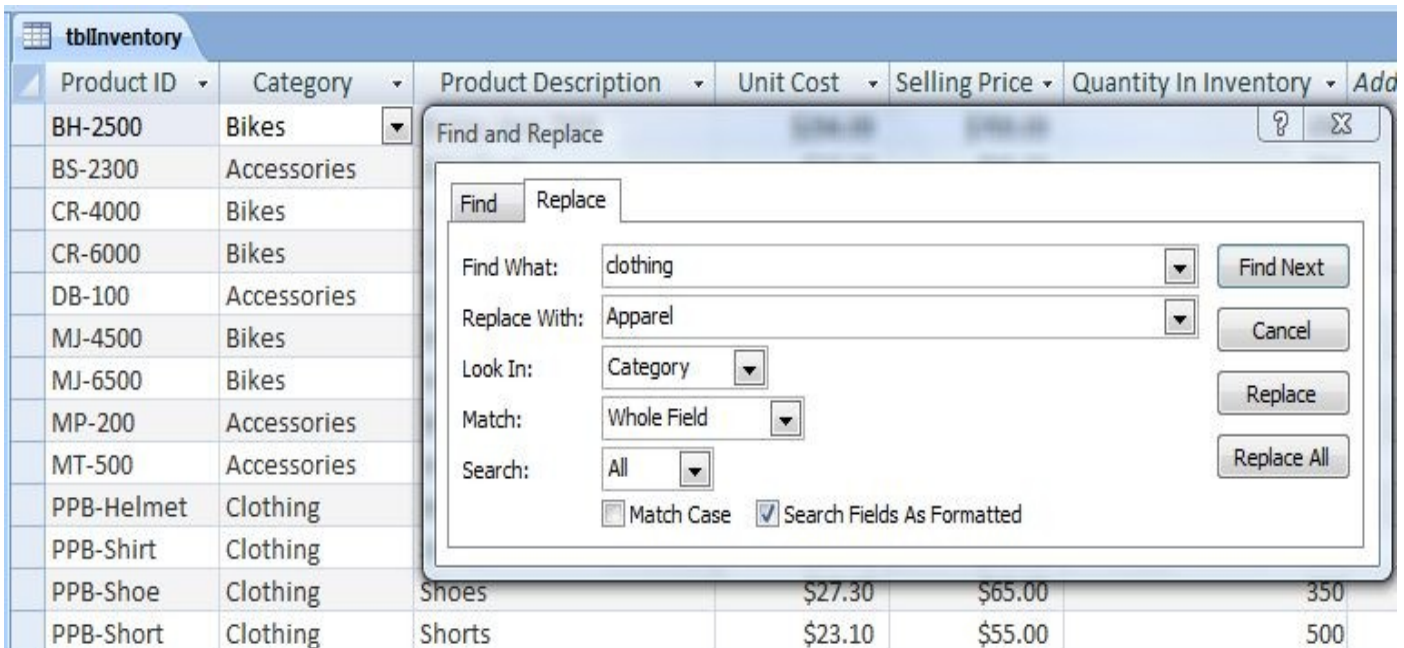 tblInventory
Product ID Category Product Description Unit Cost Selling Price Quantity In Inventory Add
BH-2500 Bikes
Find and Replace
BS-2300 Accessories
Find Replace
CR-4000 Bikes
CR-6000 Bikes
Find What: clothing Find Next
DB-100 Accessories
Replace With: Apparel Cancel
MJ-4500 Bikes
Look In: Category
MJ-6500 Bikes
Replace
MP-200 Accessories
Match: Whole Field
MT-500 Accessories
Search: All Replace All
PPB-Helmet Clothing
Match Case Search Fields As Formatted
PPB-Shirt Clothing
PPB-Shoe Clothing Shoes $27.30 $65.00 350
PPB-Short Clothing Shorts $23.10 $55.00 500